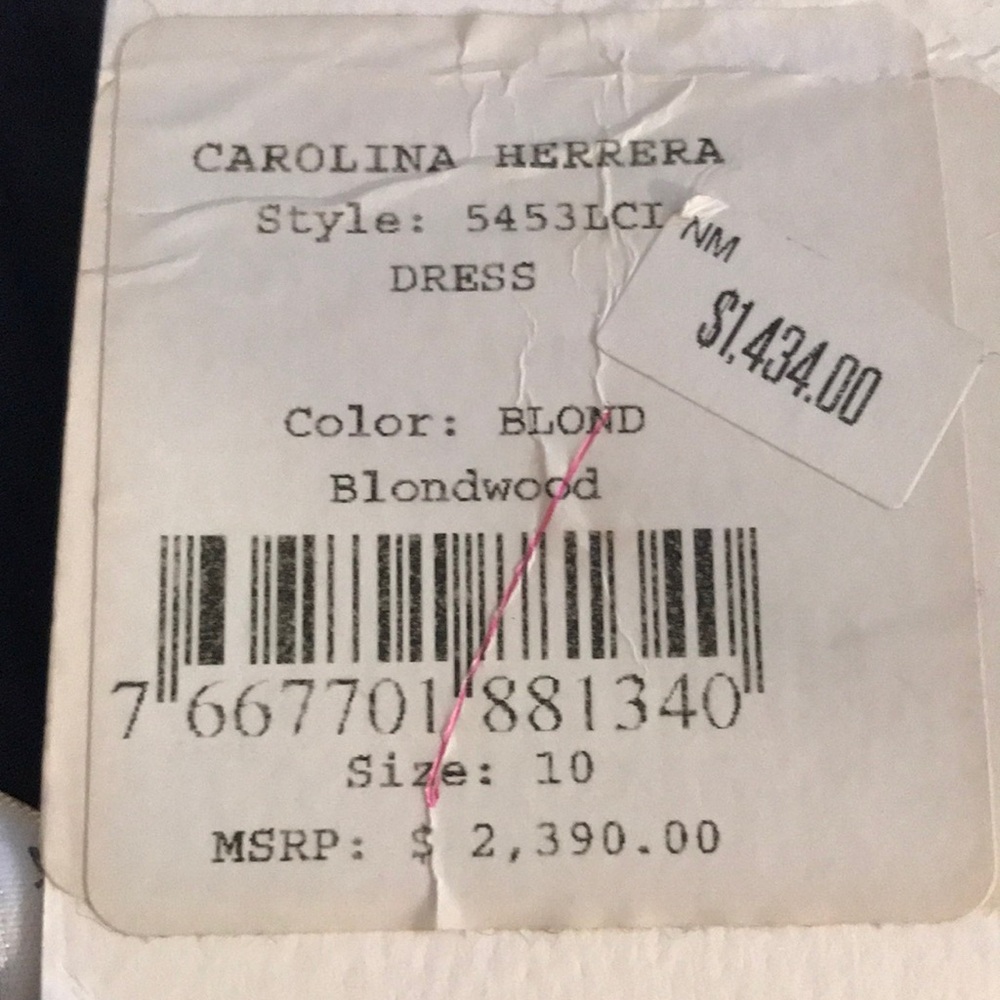 CAROLINA HERRERA
Style: 5453LCI
NM
DRESS
$1,434.00
Color: BLOND
Blondwood
7 667701 881340
Size: 10
MSRP: $ 2,390.00